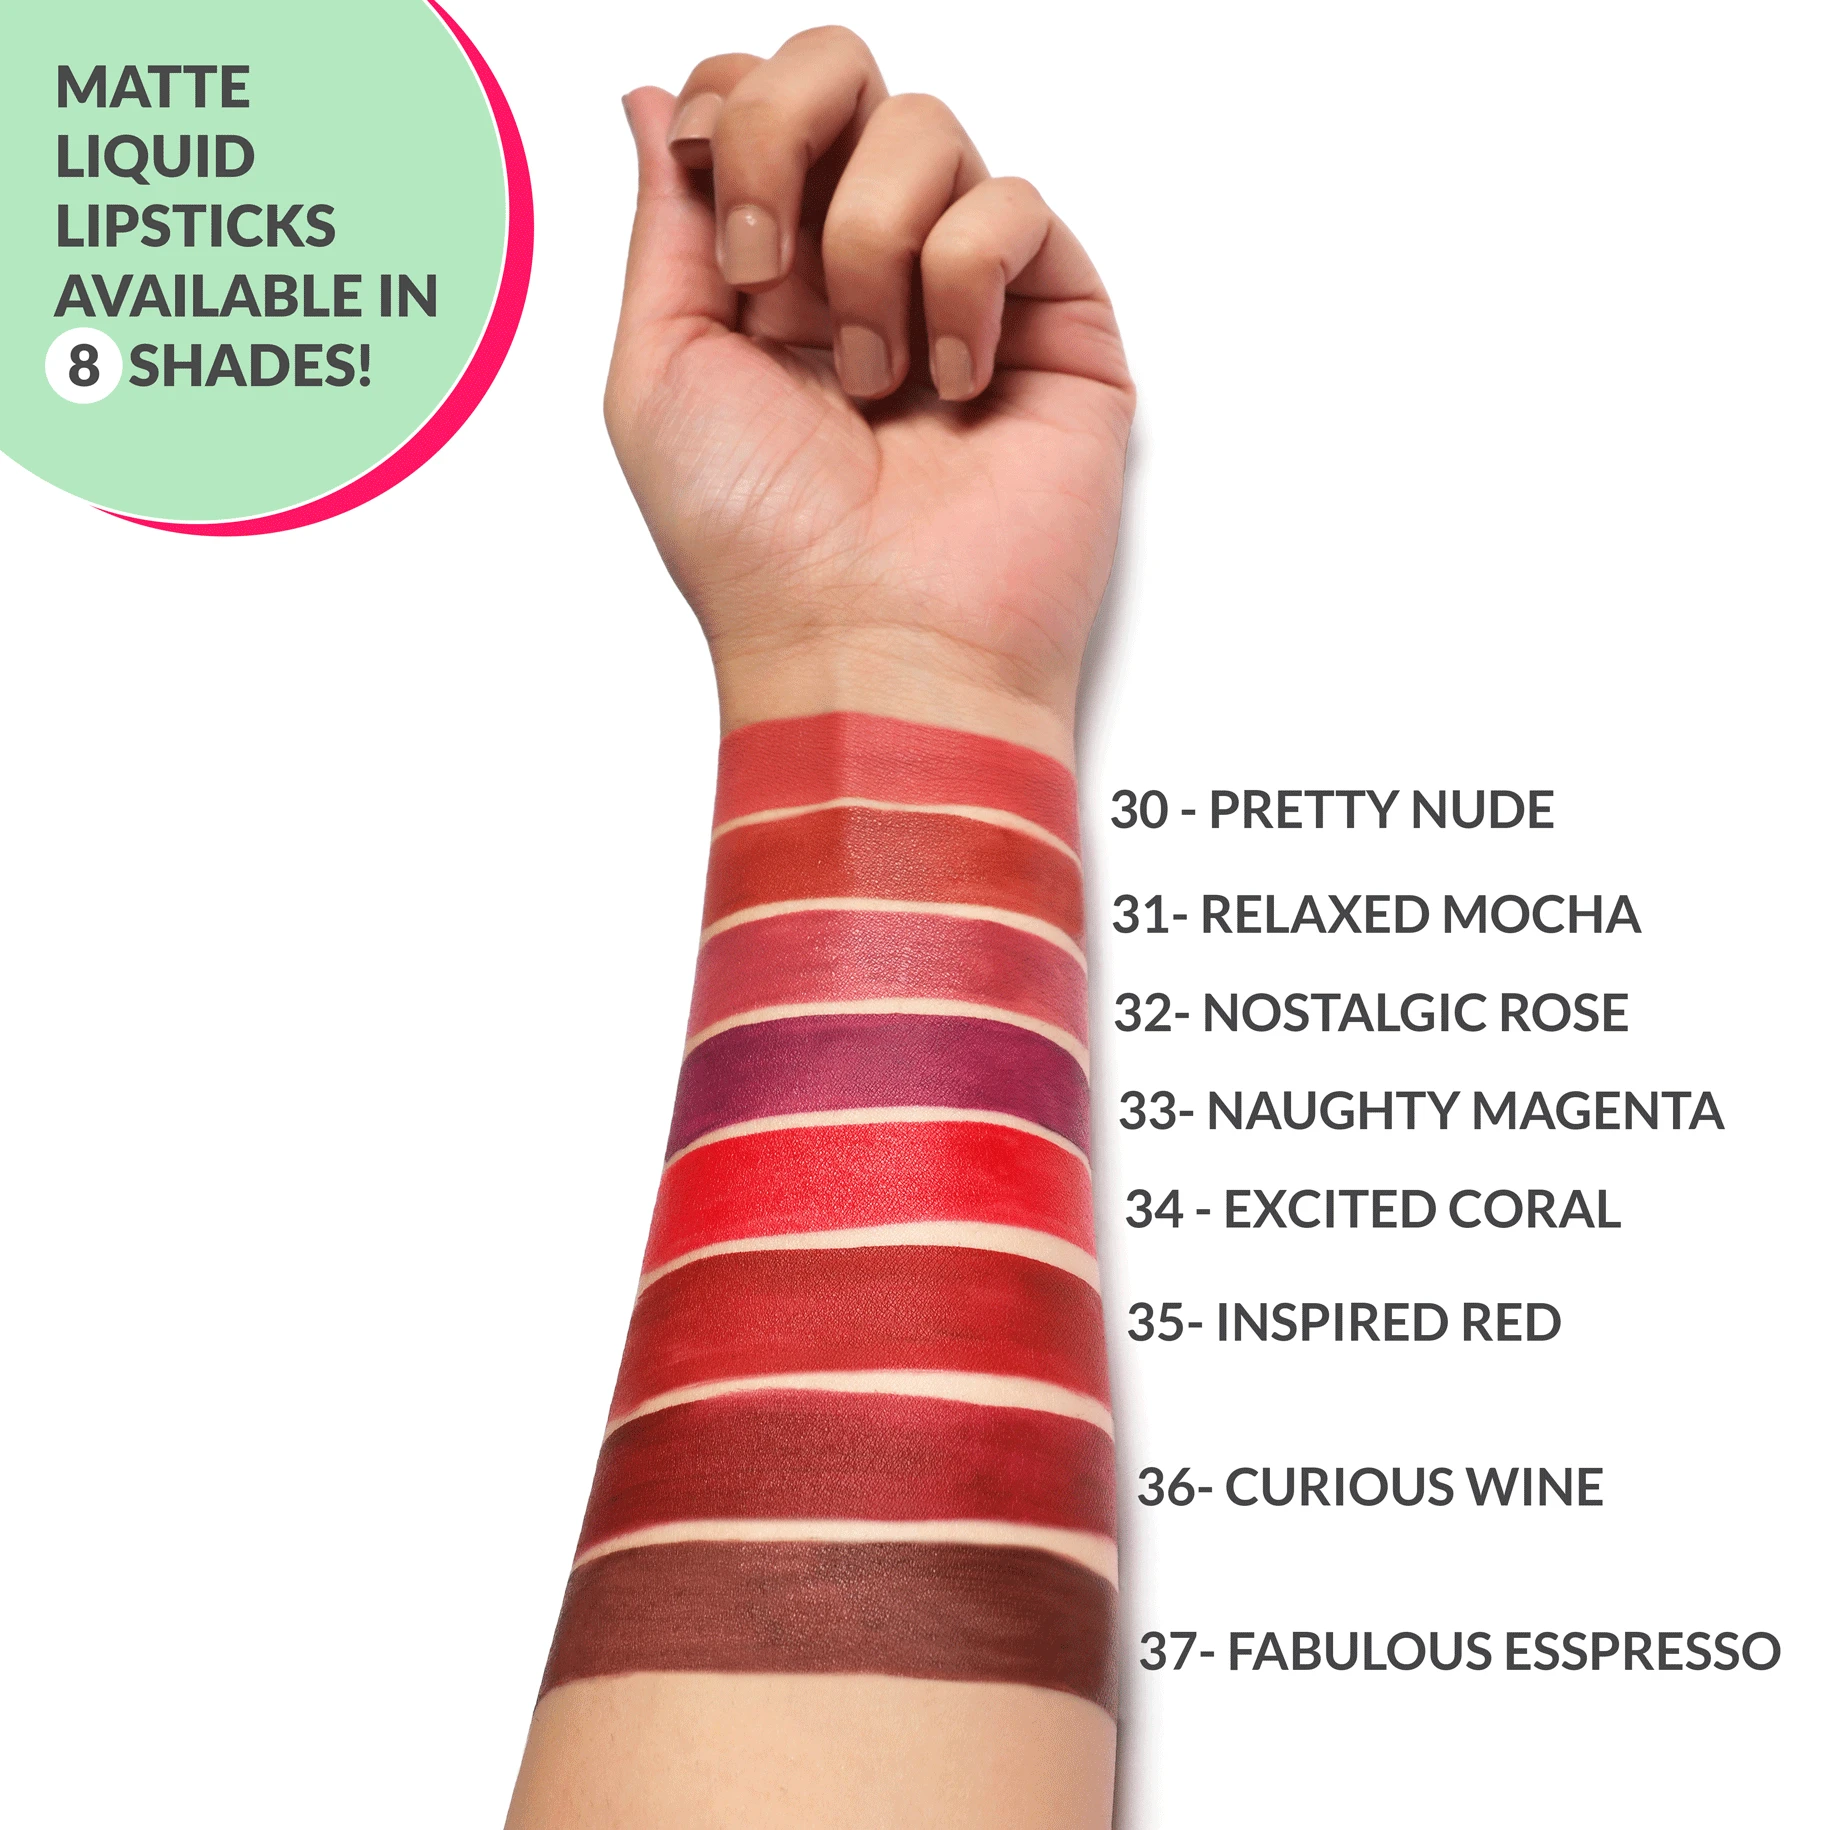 MATTE
LIQUID
LIPSTICKS
AVAILABLE IN
8 SHADES!
30 - PRETTY NUDE
31- RELAXED MOCHA
32- NOSTALGIC ROSE
33- NAUGHTY MAGENTA
34 - EXCITED CORAL
35- INSPIRED RED
36- CURIOUS WINE
37- FABULOUS ESSPRESSO